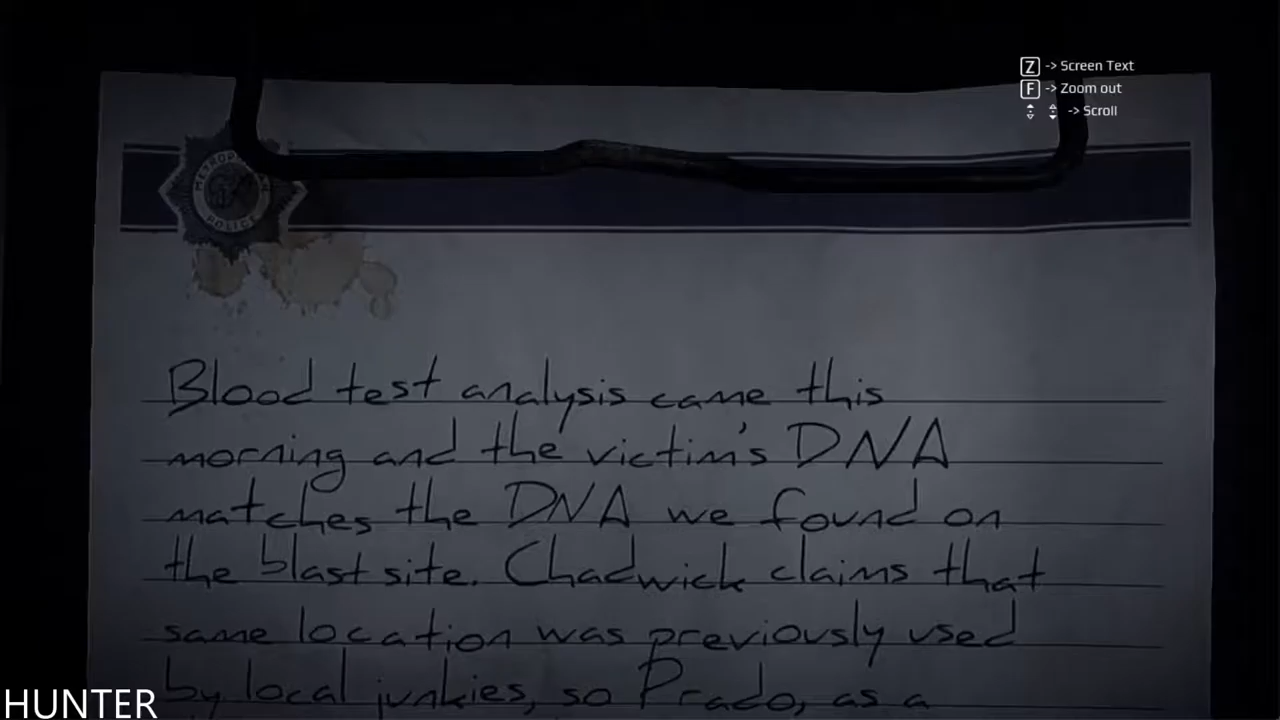 Z -> Screen Text
F -> Zoom out
-> Scroll
METROPOLITAN
POLICE
Blood test analysis came this
morning and the victim's DNA
matches the DNA we found on
the blast site. Chadwick claims that
same location was previously used
by local junkies, so Prado, as a
HUNTER